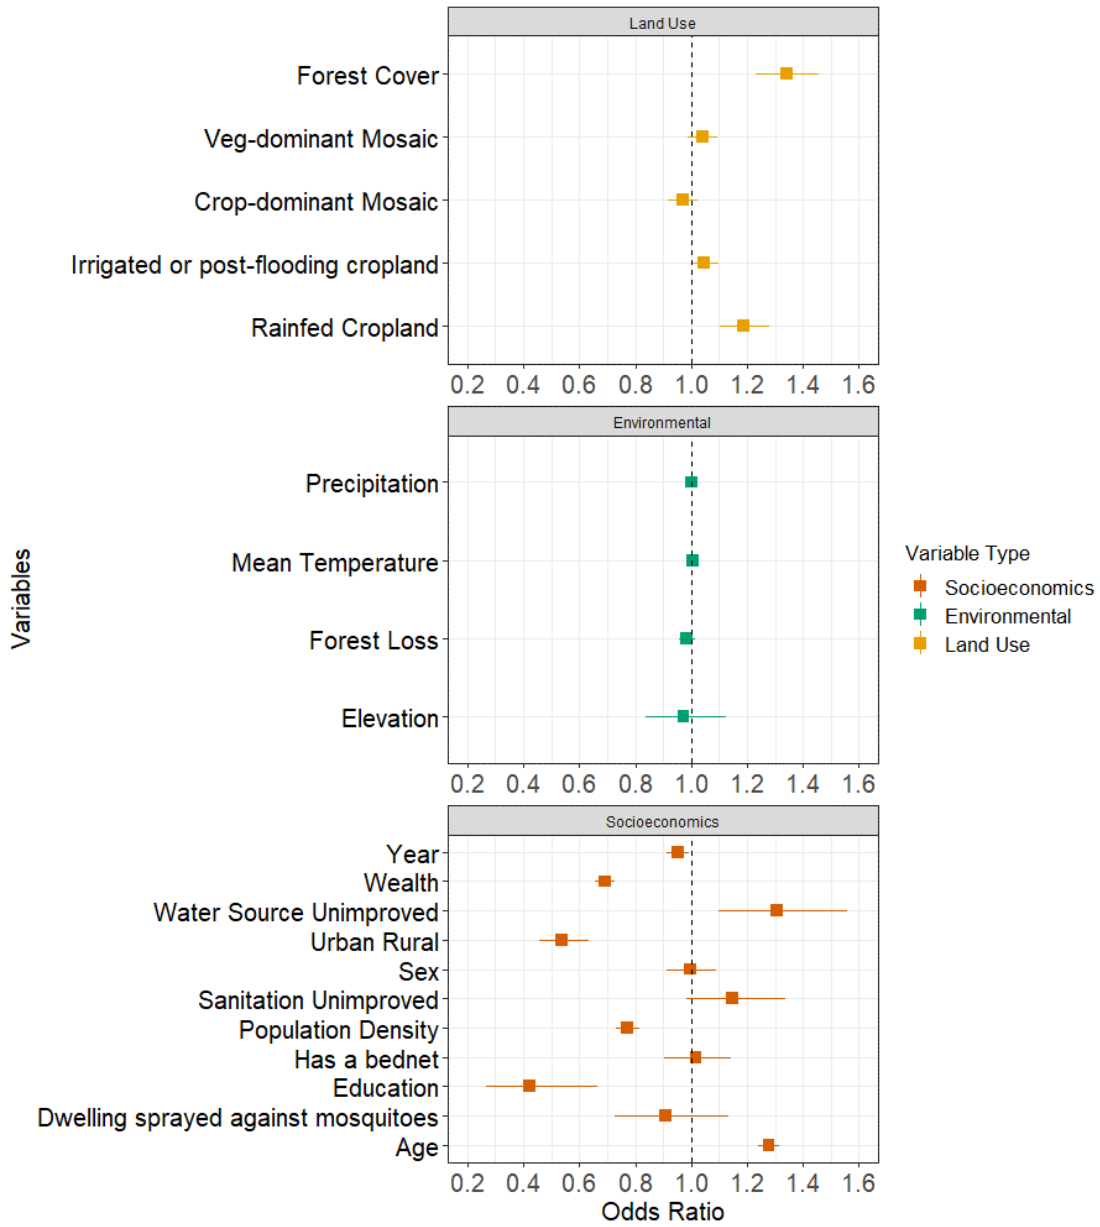 Land Use
Forest Cover
Veg-dominant Mosaic
Crop-dominant Mosaic
Irrigated or post-flooding cropland
Rainfed Cropland
0.2 0.4 0.6 0.8 1.0 1.2 1.4 1.6
Environmental
Precipitation
Mean Temperature
Forest Loss
Elevation
0.2 0.4 0.6 0.8 1.0 1.2 1.4 1.6
Socioeconomics
Year
Wealth
Water Source Unimproved
Urban Rural
Sex
Sanitation Unimproved
Population Density
Has a bednet
Education
Dwelling sprayed against mosquitoes
Age
0.2 0.4 0.6 0.8 1.0 1.2 1.4 1.6
Odds Ratio
Variables
Variable Type
Socioeconomics
Environmental
Land Use